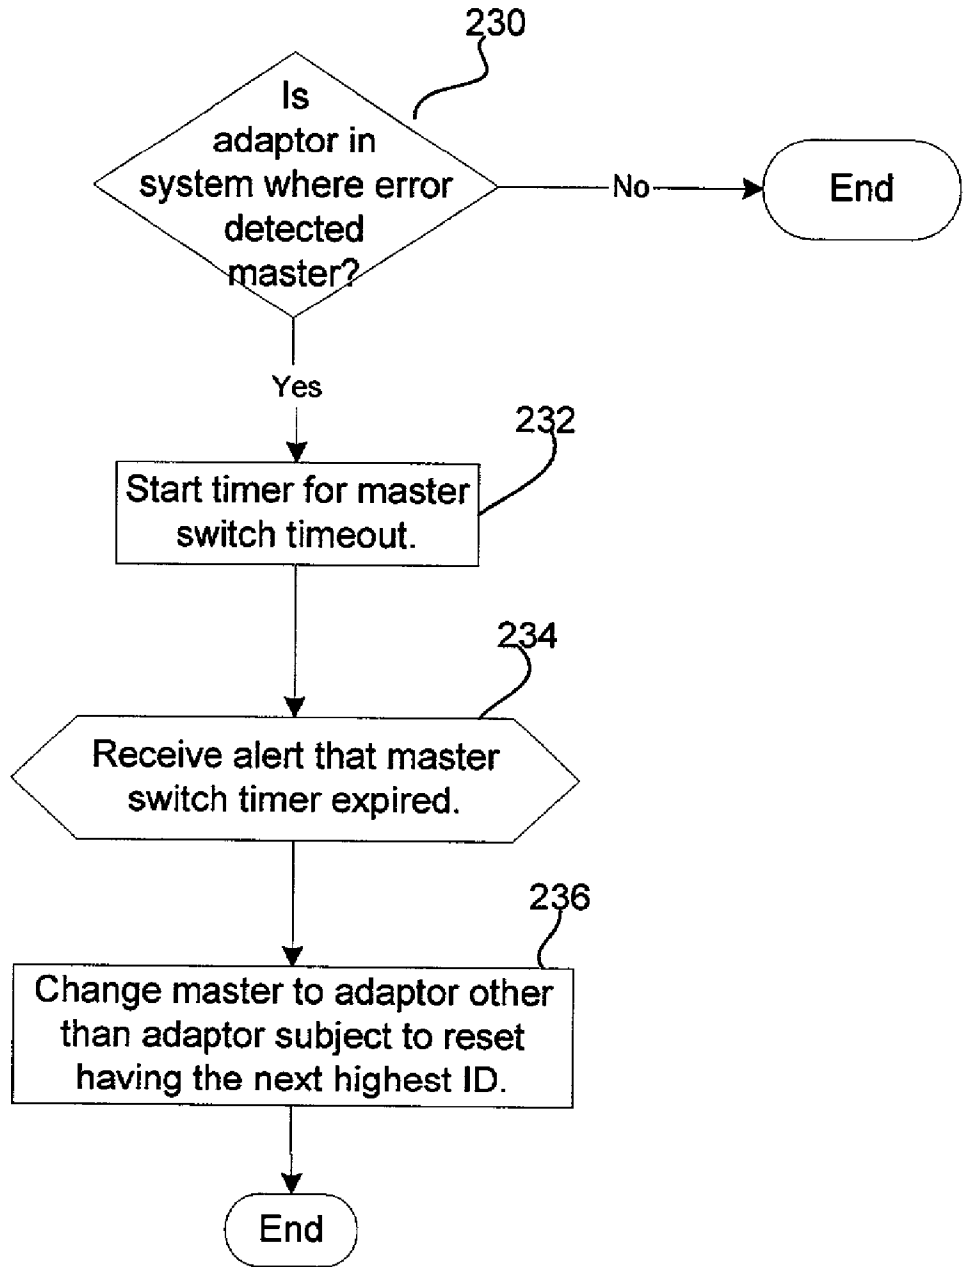 230
Is
adaptor in
system where error
detected
master?
No
End
Yes
232
Start timer for master
switch timeout.
234
Receive alert that master
switch timer expired.
236
Change master to adaptor other
than adaptor subject to reset
having the next highest ID.
End